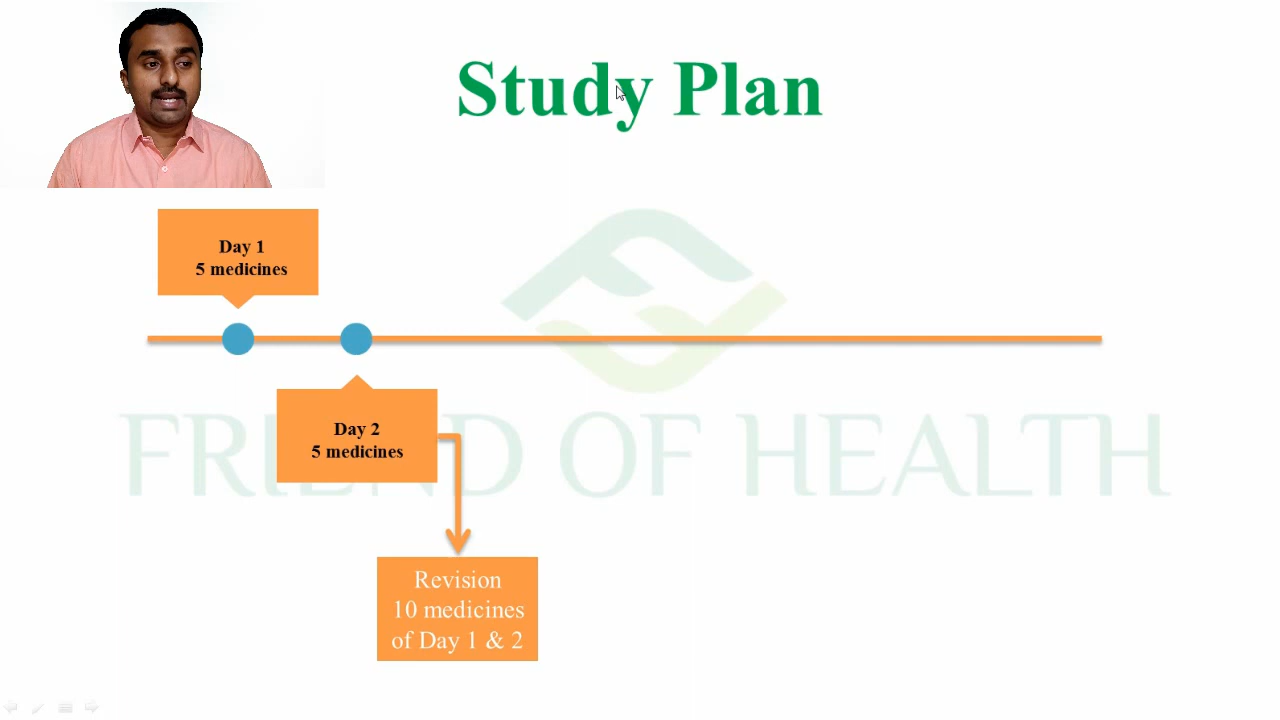 Study Plan
Day 1
5 medicines
Day 2
5 medicines
FRIEND OF HEALTH
Revision
10 medicines
of Day 1 & 2